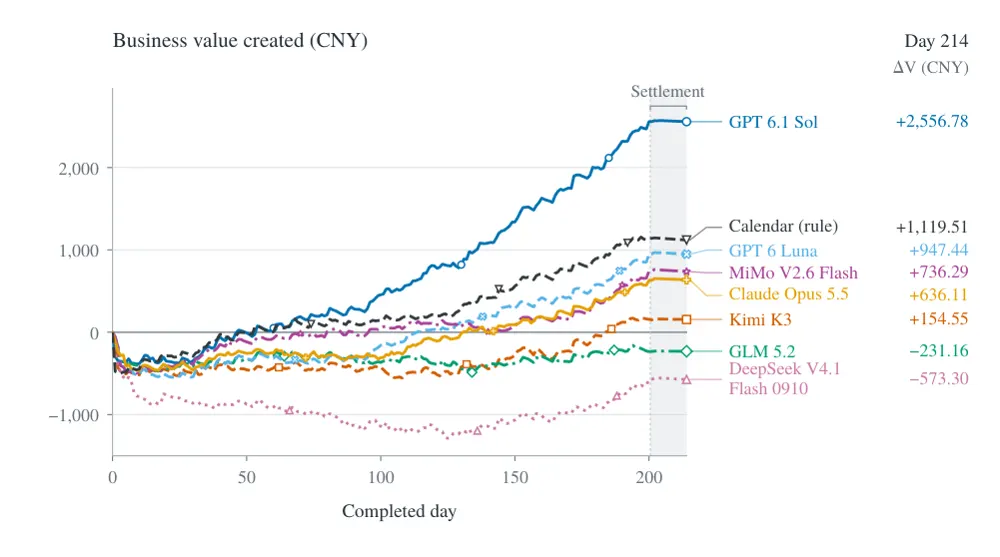 Business value created (CNY)
Day 214
ΔV (CNY)
Settlement
GPT 6.1 Sol +2,556.78
2,000
Calendar (rule) +1,119.51
1,000
GPT 6 Luna +947.44
MiMo V2.6 Flash +736.29
Claude Opus 5.5 +636.11
Kimi K3 +154.55
0
GLM 5.2 −231.16
DeepSeek V4.1 −573.30
Flash 0910
−1,000
0 50 100 150 200
Completed day